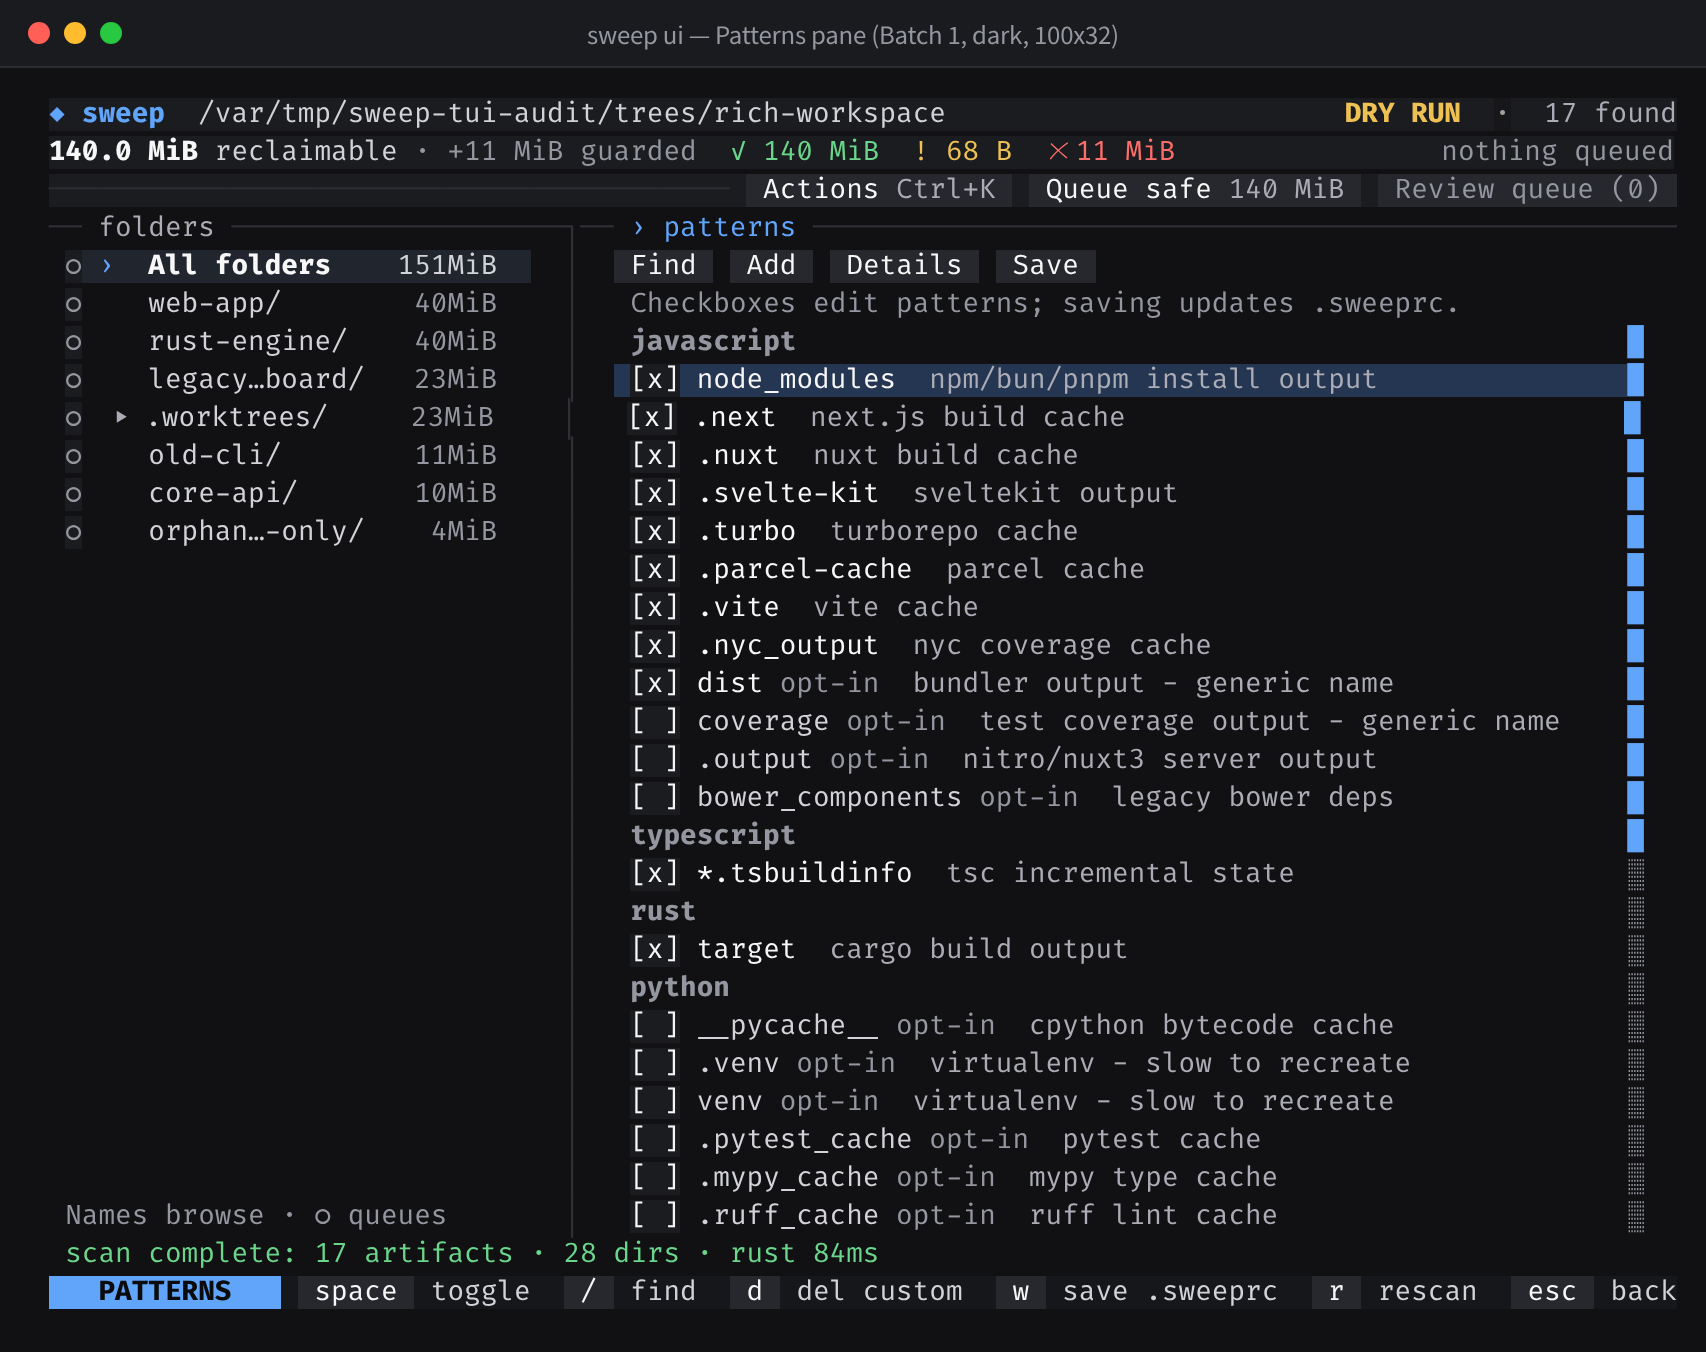 sweep ui — Patterns pane (Batch 1, dark, 100x32)
◆ sweep /var/tmp/sweep-tui-audit/trees/rich-workspace DRY RUN · 17 found
140.0 MiB reclaimable · +11 MiB guarded √ 140 MiB ! 68 B ✕ 11 MiB nothing queued
Actions Ctrl+K Queue safe 140 MiB Review queue (0)
folders
○ › All folders 151MiB
○ web-app/ 40MiB
○ rust-engine/ 40MiB
○ legacy…board/ 23MiB
○ ▸ .worktrees/ 23MiB
○ old-cli/ 11MiB
○ core-api/ 10MiB
○ orphan…-only/ 4MiB
Names browse · ○ queues
› patterns
Find Add Details Save
Checkboxes edit patterns; saving updates .sweeprc.
javascript
[x] node_modules npm/bun/pnpm install output
[x] .next next.js build cache
[x] .nuxt nuxt build cache
[x] .svelte-kit sveltekit output
[x] .turbo turborepo cache
[x] .parcel-cache parcel cache
[x] .vite vite cache
[x] .nyc_output nyc coverage cache
[x] dist opt-in bundler output - generic name
[ ] coverage opt-in test coverage output - generic name
[ ] .output opt-in nitro/nuxt3 server output
[ ] bower_components opt-in legacy bower deps
typescript
[x] *.tsbuildinfo tsc incremental state
rust
[x] target cargo build output
python
[ ] __pycache__ opt-in cpython bytecode cache
[ ] .venv opt-in virtualenv - slow to recreate
[ ] venv opt-in virtualenv - slow to recreate
[ ] .pytest_cache opt-in pytest cache
[ ] .mypy_cache opt-in mypy type cache
[ ] .ruff_cache opt-in ruff lint cache
scan complete: 17 artifacts · 28 dirs · rust 84ms
PATTERNS space toggle / find d del custom w save .sweeprc r rescan esc back